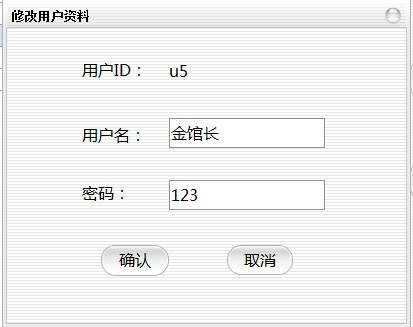 修改用户资料
用户ID： u5
用户名： 金馆长
密码： 123
确认 取消